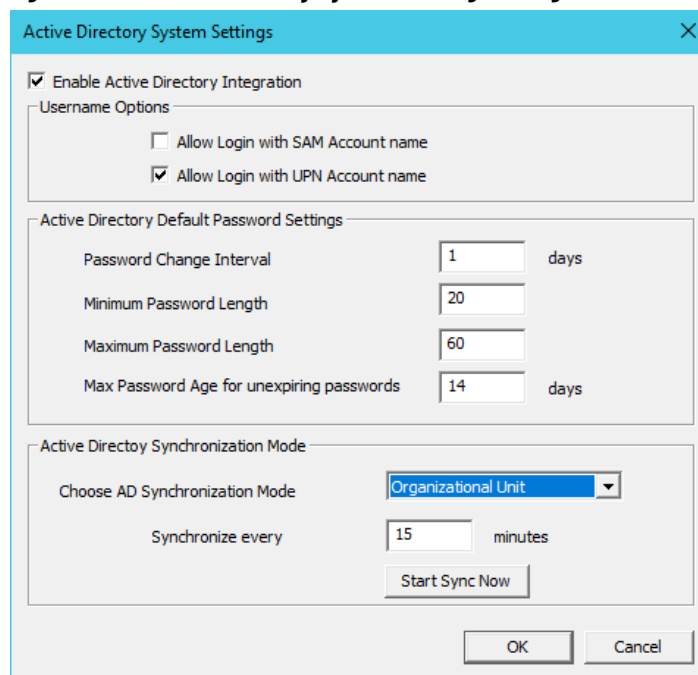 Active Directory System Settings
Enable Active Directory Integration
Username Options
Allow Login with SAM Account name
Allow Login with UPN Account name
Active Directory Default Password Settings
Password Change Interval 1 days
Minimum Password Length 20
Maximum Password Length 60
Max Password Age for unexpiring passwords 14 days
Active Directoy Synchronization Mode
Choose AD Synchronization Mode Organizational Unit
Synchronize every 15 minutes
Start Sync Now
OK Cancel